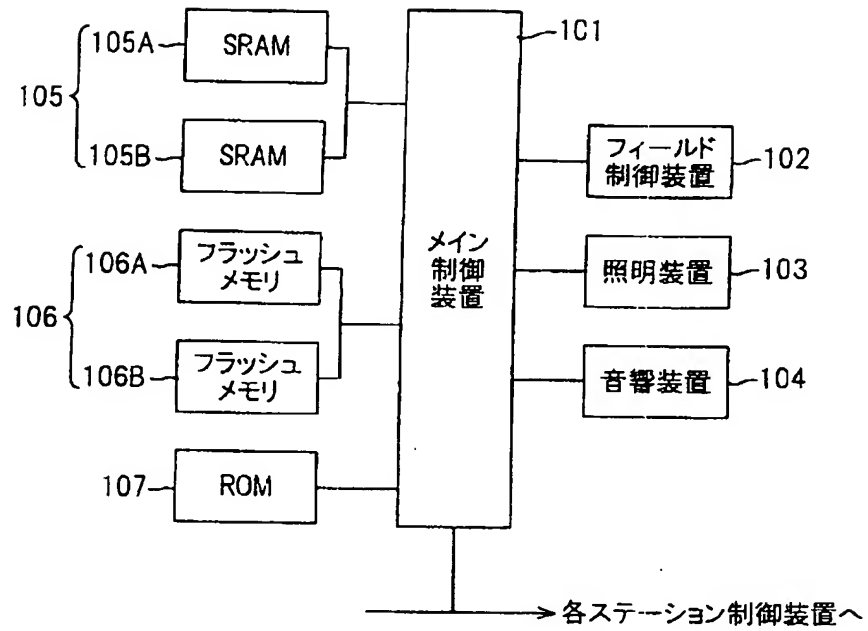 105A
SRAM
1C1
105
105B
SRAM
フィールド
制御装置
102
106A
フラッシュ
メモリ
メイン
制御
装置
照明装置
103
106
106B
フラッシュ
メモリ
音響装置
104
107
ROM
各ステーション制御装置へ